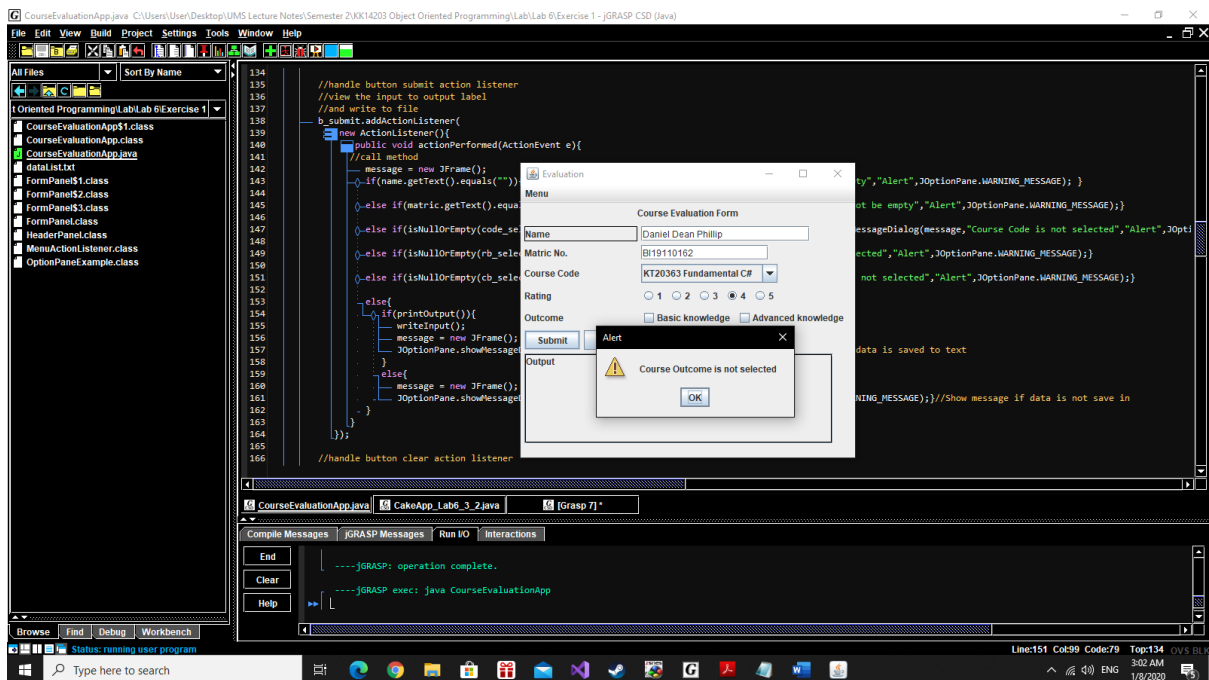 CourseEvaluationApp.java C:\Users\User\Desktop\UMS Lecture Notes\Semester 2\KK14203 Object Oriented Programming\Lab\Lab 6\Exercise 1 - jGRASP CSD (Java)
File Edit View Build Project Settings Tools Window Help
All Files Sort By Name
t Oriented Programming\Lab\Lab 6\Exercise 1
CourseEvaluationApp$1.class
CourseEvaluationApp.class
CourseEvaluationApp.java
dataList.txt
FormPanel$1.class
FormPanel$2.class
FormPanel$3.class
FormPanel.class
HeaderPanel.class
MenuActionListener.class
OptionPaneExample.class
Browse Find Debug Workbench
134
135 //handle button submit action listener
136 //view the input to output label
137 //and write to file
138 b_submit.addActionListener(
139 new ActionListener(){
140 public void actionPerformed(ActionEvent e){
141 //call method
142 message = new JFrame();
143 if(name.getText().equals("")) ty","Alert",JOptionPane.WARNING_MESSAGE); }
144
145 else if(matric.getText().equa ot be empty","Alert",JOptionPane.WARNING_MESSAGE);}
146
147 else if(isNullOrEmpty(code_se essageDialog(message,"Course Code is not selected","Alert",JOpti
148
149 else if(isNullOrEmpty(rb_sele ected","Alert",JOptionPane.WARNING_MESSAGE);}
150
151 else if(isNullOrEmpty(cb_sele not selected","Alert",JOptionPane.WARNING_MESSAGE);}
152
153 else{
154 if(printOutput()){
155 writeInput();
156 message = new JFrame();
157 JOptionPane.showMessage data is saved to text
158 }
159 else{
160 message = new JFrame();
161 JOptionPane.showMessage NING_MESSAGE);}//Show message if data is not save in
162 }
163 }
164 });
165
166 //handle button clear action listener
Evaluation
Menu
Course Evaluation Form
Name Daniel Dean Phillip
Matric No. BI19110162
Course Code KT20363 Fundamental C#
Rating 1 2 3 4 5
Outcome Basic knowledge Advanced knowledge
Submit
Output
Alert
Course Outcome is not selected
OK
CourseEvaluationApp.java CakeApp_Lab6_3_2.java [Grasp 7] *
Compile Messages jGRASP Messages Run I/O Interactions
End
Clear
Help
----jGRASP: operation complete.
----jGRASP exec: java CourseEvaluationApp
Status: running user program
Line:151 Col:99 Code:79 Top:134 OVS BLK
Type here to search
ENG
3:02 AM
1/8/2020
5